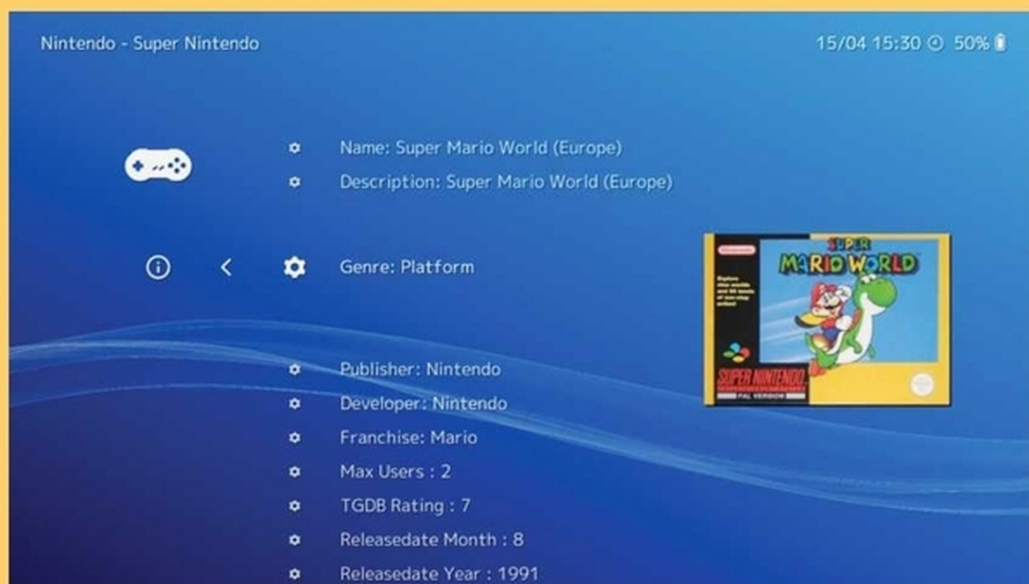 Nintendo - Super Nintendo
15/04 15:30 50%
Name: Super Mario World (Europe)
Description: Super Mario World (Europe)
Genre: Platform
Publisher: Nintendo
Developer: Nintendo
Franchise: Mario
Max Users : 2
TGDB Rating : 7
Releasedate Month : 8
Releasedate Year : 1991
Nintendo
SUPER
MARIO WORLD
SUPER NINTENDO
PAL VERSION